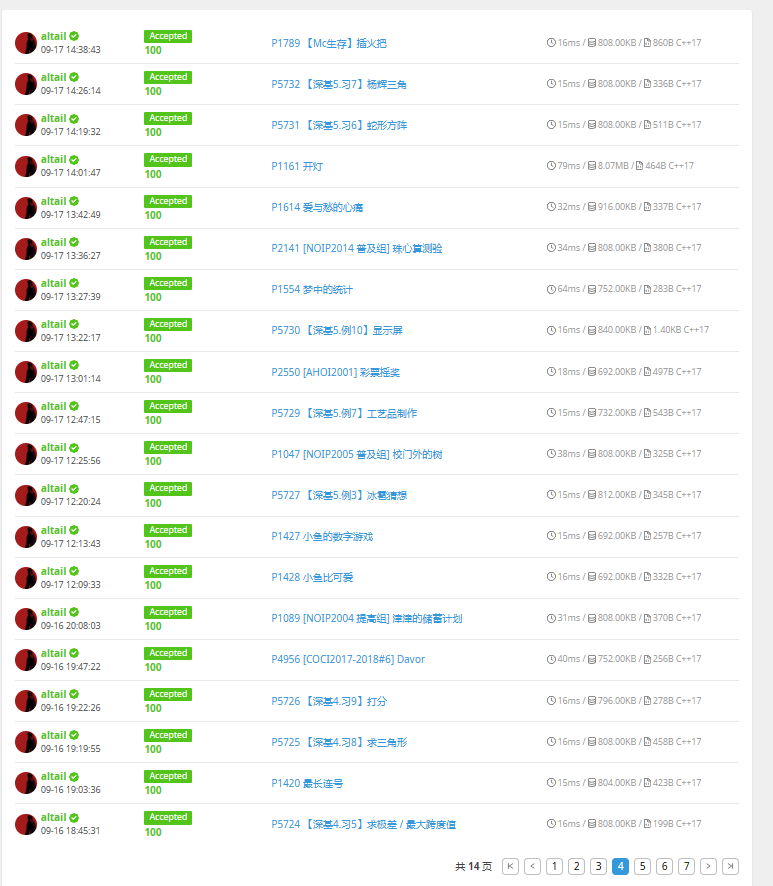 altail
09-17 14:38:43
Accepted
100
P1789 【Mc生存】插火把
16ms / 808.00KB / 860B C++17
altail
09-17 14:26:14
Accepted
100
P5732 【深基5.习7】杨辉三角
15ms / 808.00KB / 336B C++17
altail
09-17 14:19:32
Accepted
100
P5731 【深基5.习6】蛇形方阵
15ms / 808.00KB / 511B C++17
altail
09-17 14:01:47
Accepted
100
P1161 开灯
79ms / 8.07MB / 464B C++17
altail
09-17 13:42:49
Accepted
100
P1614 爱与愁的心痛
32ms / 916.00KB / 337B C++17
altail
09-17 13:36:27
Accepted
100
P2141 [NOIP2014 普及组] 珠心算测验
34ms / 808.00KB / 380B C++17
altail
09-17 13:27:39
Accepted
100
P1554 梦中的统计
64ms / 752.00KB / 283B C++17
altail
09-17 13:22:17
Accepted
100
P5730 【深基5.例10】显示屏
16ms / 840.00KB / 1.40KB C++17
altail
09-17 13:01:14
Accepted
100
P2550 [AHOI2001] 彩票摇奖
18ms / 692.00KB / 497B C++17
altail
09-17 12:47:15
Accepted
100
P5729 【深基5.例7】工艺品制作
15ms / 732.00KB / 543B C++17
altail
09-17 12:25:56
Accepted
100
P1047 [NOIP2005 普及组] 校门外的树
38ms / 808.00KB / 325B C++17
altail
09-17 12:20:24
Accepted
100
P5727 【深基5.例3】冰雹猜想
15ms / 812.00KB / 345B C++17
altail
09-17 12:13:43
Accepted
100
P1427 小鱼的数字游戏
15ms / 692.00KB / 257B C++17
altail
09-17 12:09:33
Accepted
100
P1428 小鱼比可爱
16ms / 692.00KB / 332B C++17
altail
09-16 20:08:03
Accepted
100
P1089 [NOIP2004 提高组] 津津的储蓄计划
31ms / 808.00KB / 370B C++17
altail
09-16 19:47:22
Accepted
100
P4956 [COCI2017-2018#6] Davor
40ms / 752.00KB / 256B C++17
altail
09-16 19:22:26
Accepted
100
P5726 【深基4.习9】打分
16ms / 796.00KB / 278B C++17
altail
09-16 19:19:55
Accepted
100
P5725 【深基4.习8】求三角形
16ms / 808.00KB / 458B C++17
altail
09-16 19:03:36
Accepted
100
P1420 最长连号
15ms / 804.00KB / 423B C++17
altail
09-16 18:45:31
Accepted
100
P5724 【深基4.习5】求极差 / 最大跨度值
16ms / 808.00KB / 199B C++17
共 14 页 1 2 3 4 5 6 7